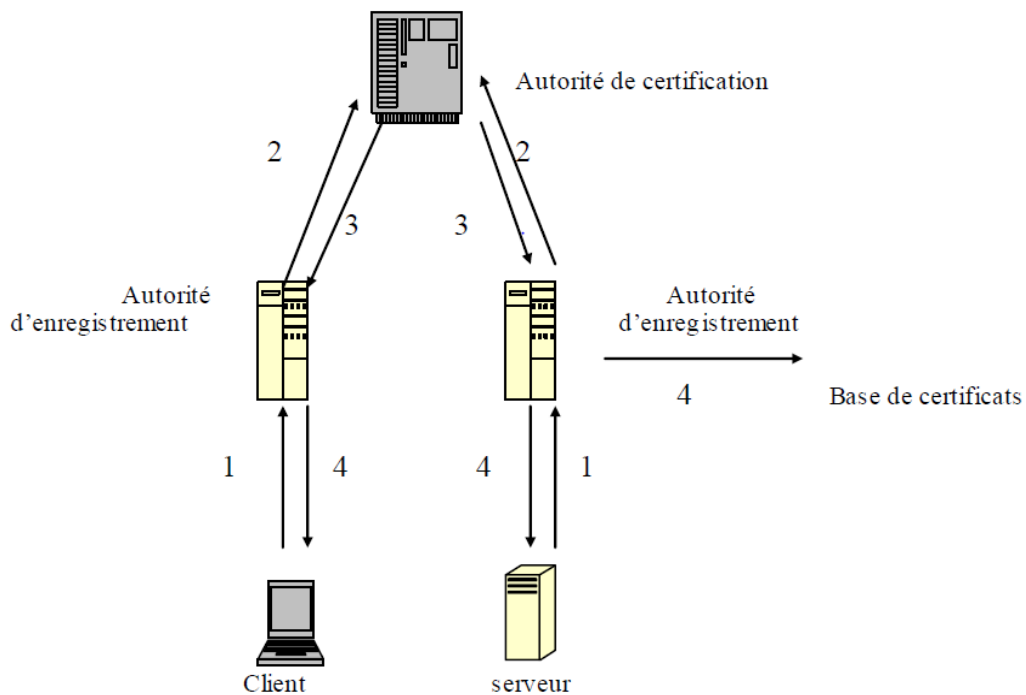 Autorité de certification
2
2
3
3
Autorité
d’enregistrement
Autorité
d’enregistrement
4
Base de certificats
1
4
4
1
Client
serveur